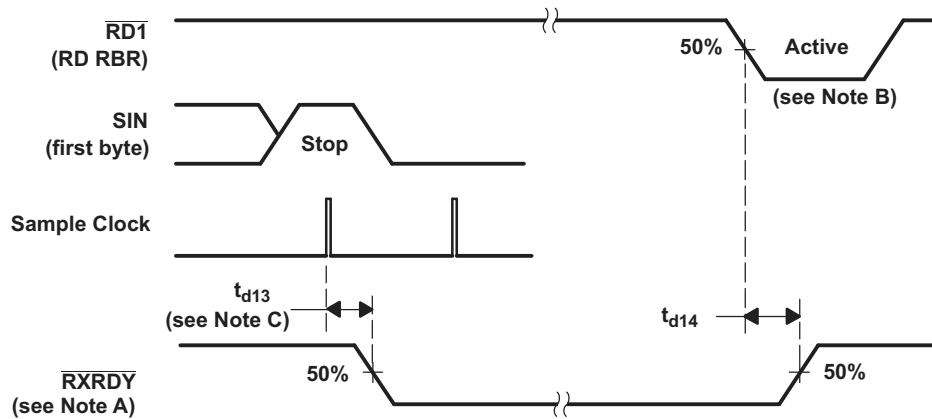 RD1
(RD RBR)
50%
Active
(see Note B)
SIN
(first byte)
Stop
Sample Clock
td13
(see Note C)
td14
RXRDY
(see Note A)
50%
50%